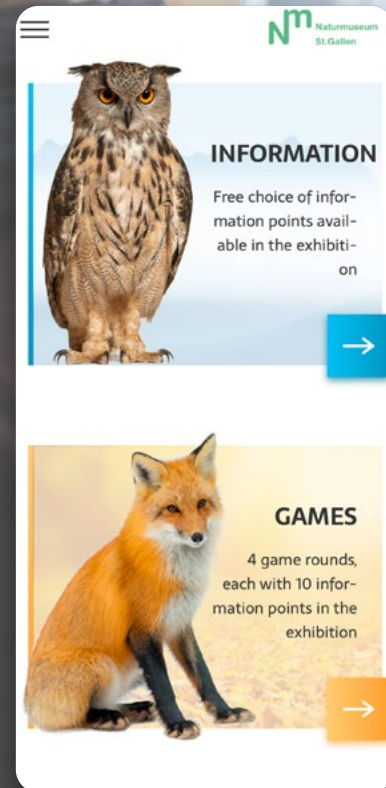 Nm Naturmuseum
St.Gallen
INFORMATION
Free choice of infor-
mation points avail-
able in the exhibiti-
on
GAMES
4 game rounds,
each with 10 infor-
mation points in the
exhibition